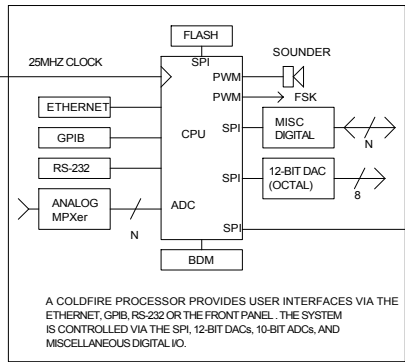 FLASH
SPI
25MHZ CLOCK
SOUNDER
PWM
PWM
FSK
ETHERNET
CPU
GPIB
SPI
MISC
DIGITAL
N
RS-232
SPI
12-BIT DAC
(OCTAL)
8
ANALOG
MPXer
N
ADC
SPI
BDM
A COLDFIRE PROCESSOR PROVIDES USER INTERFACES VIA THE
ETHERNET, GPIB, RS-232 OR THE FRONT PANEL . THE SYSTEM
IS CONTROLLED VIA THE SPI, 12-BIT DACs, 10-BIT ADCs, AND
MISCELLANEOUS DIGITAL I/O.